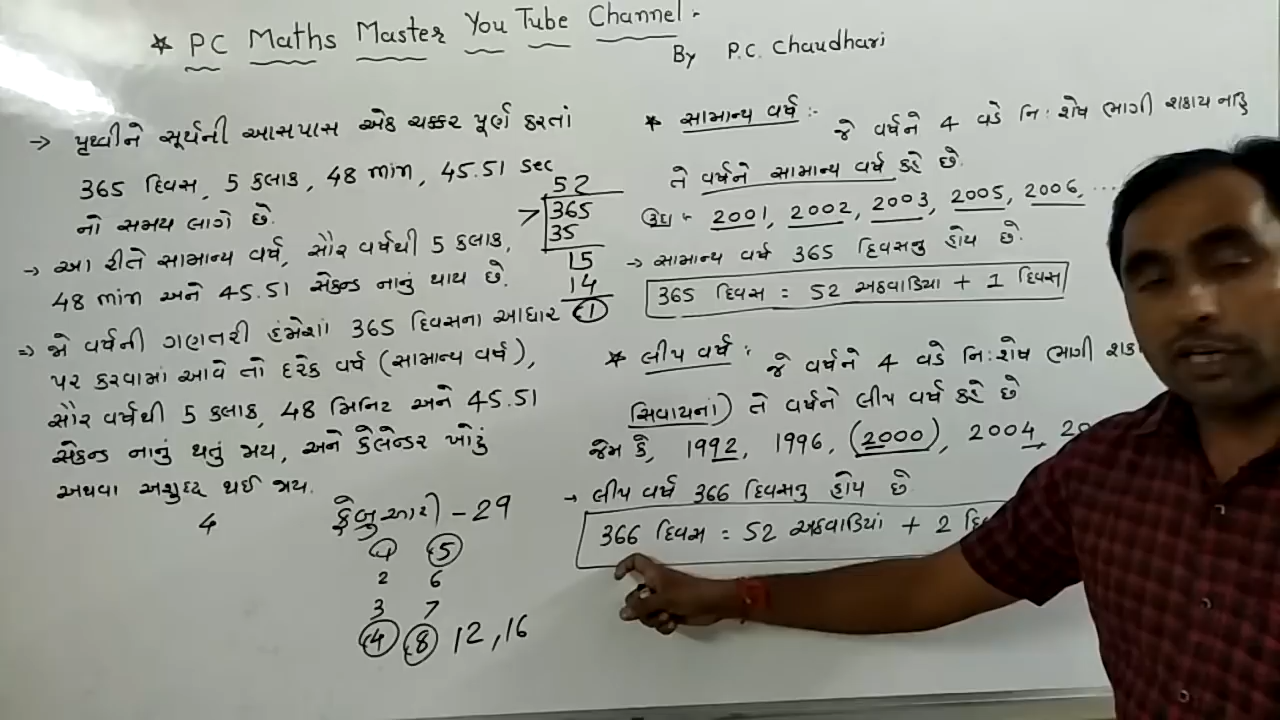 * PC Maths Master You Tube Channel :-
By P.C. Chaudhari
→ પૃથ્વીને સૂર્યની આસપાસ એક ચક્કર પૂર્ણ કરતાં
365 દિવસ, 5 કલાક, 48 મિન, 45.51 sec
નો સમય લાગે છે.
→ આ રીતે સામાન્ય વર્ષ, સૌર વર્ષથી 5 કલાક,
48 મિન અને 45.51 સેકન્ડ નાનું થાય છે.
⇒ જો વર્ષની ગણતરી હંમેશાં 365 દિવસના આધાર
પર કરવામાં આવે તો દરેક વર્ષ (સામાન્ય વર્ષ),
સૌર વર્ષથી 5 કલાક, 48 મિનિટ અને 45.51
સેકન્ડ નાનું થતું જાય, અને કેલેન્ડર ખોટું
અથવા અશુદ્ધ થઈ જાય.
4
ફેબ્રુઆરી - 29
1 5
2 6
3 7
4 8 12, 16
52
7 365
35
15
14
1
* સામાન્ય વર્ષ :-
જે વર્ષને 4 વડે નિ:શેષ ભાગી શકાય નહિ
તે વર્ષને સામાન્ય વર્ષ કહે છે.
ઉદા :- 2001, 2002, 2003, 2005, 2006, ....
→ સામાન્ય વર્ષ 365 દિવસનુ હોય છે.
365 દિવસ = 52 અઠવાડિયા + 1 દિવસ
* લીપ વર્ષ :-
જે વર્ષને 4 વડે નિ:શેષ ભાગી
સિવાયનાં) તે વર્ષને લીપ વર્ષ કહે છે
જેમ કે, 1992, 1996, (2000), 2004, 20
→ લીપ વર્ષ 366 દિવસનુ હોય છે
366 દિવસ = 52 અઠવાડિયાં + 2